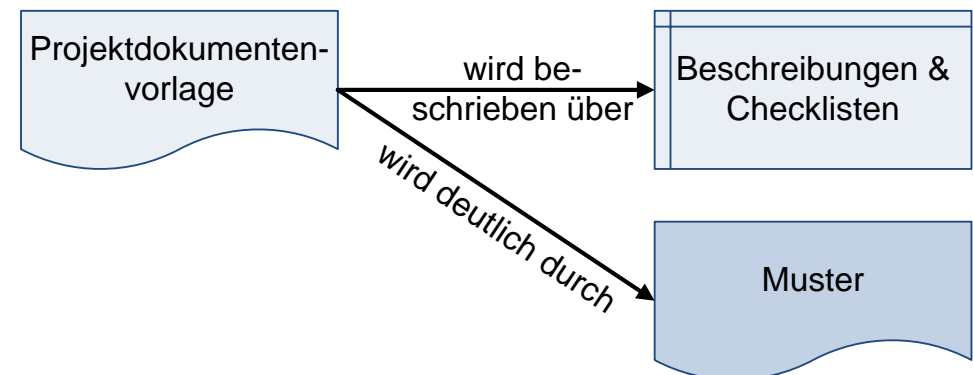 Projektdokumenten-
vorlage
wird be-
schrieben über
Beschreibungen &
Checklisten
wird deutlich durch
Muster